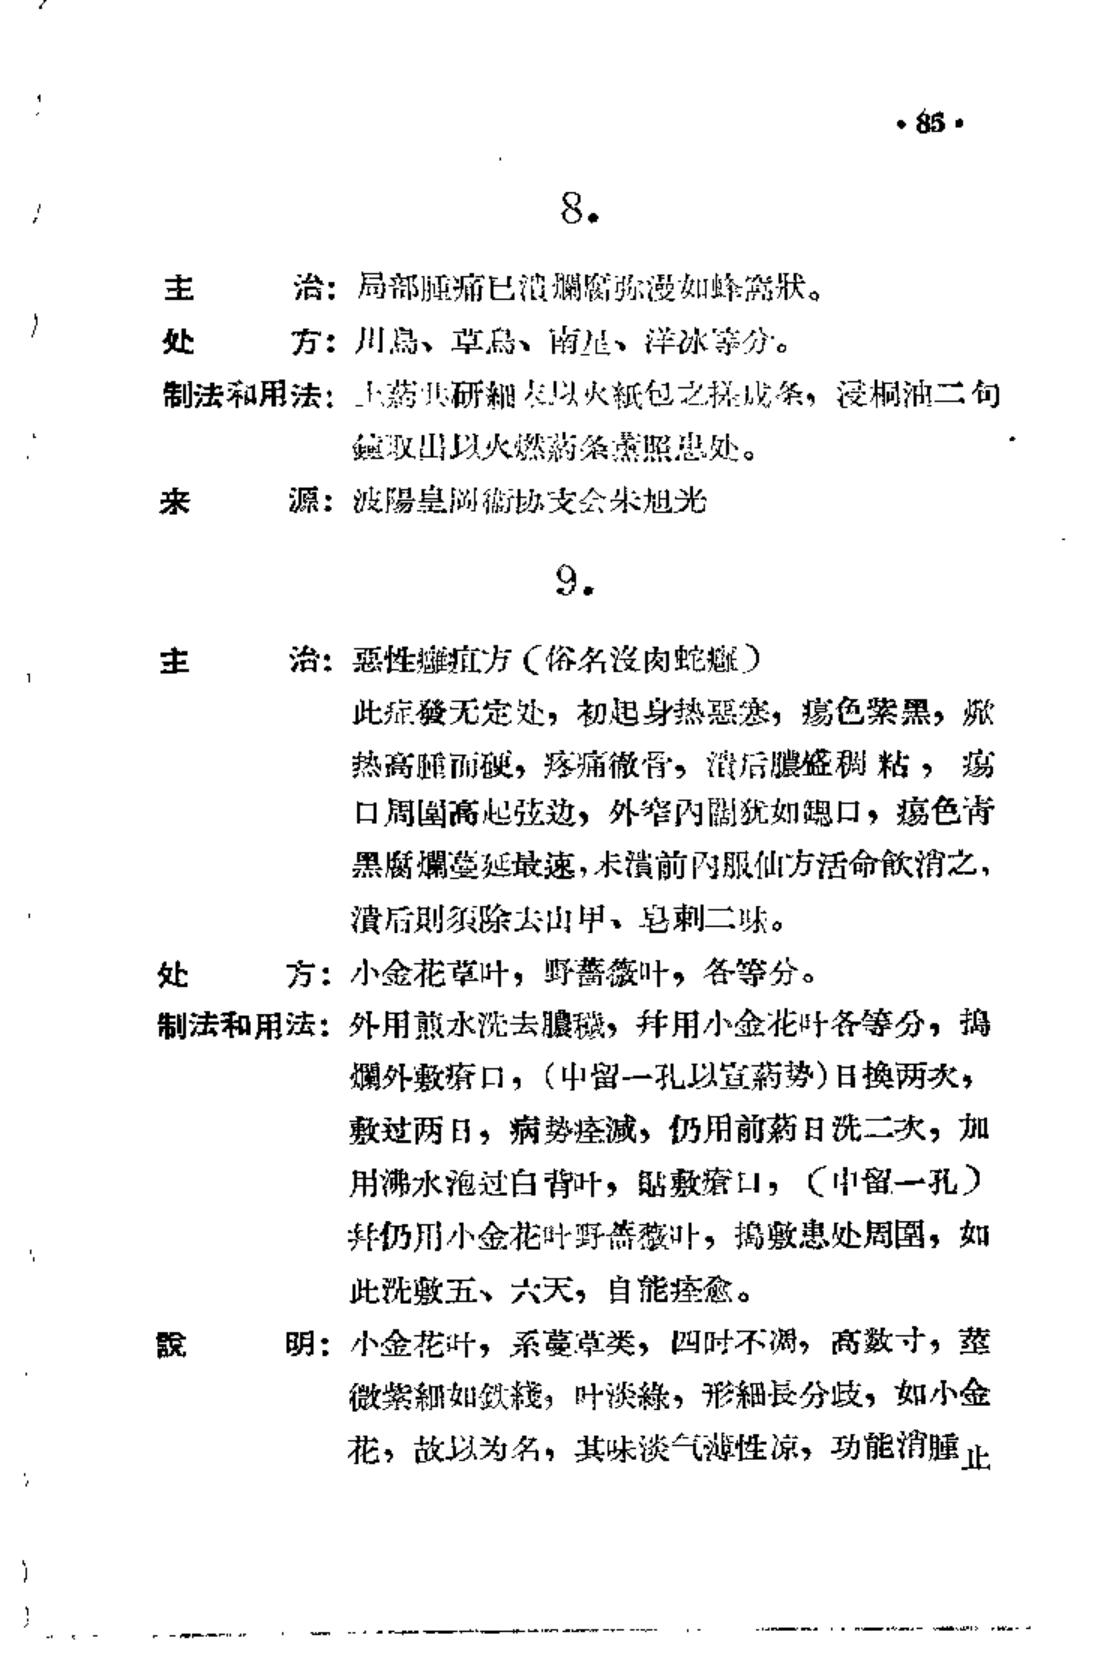 ·85·
8.
主　　　治：局部腫痛已潰爛腐弥漫如蜂窩狀。
处　　　方：川烏、草烏、南星、洋冰等分。
制法和用法：上葯共研細末以火紙包之搓成条，浸桐油二句
鐘取出以火燃葯条薰照患处。
来　　　源：波陽皇岡衞协支会朱旭光
9.
主　　　治：惡性癰疽方（俗名沒肉蛇癰）
此症發无定处，初起身热惡寒，瘍色紫黑，焮
热高腫而硬，疼痛徹骨，潰后膿盛稠粘，瘍
口周圍高起弦边，外窄內闊犹如鍃口，瘍色青
黑腐爛蔓延最速，未潰前內服仙方活命飲消之，
潰后則須除去山甲、皂刺二味。
处　　　方：小金花草叶，野薔薇叶，各等分。
制法和用法：外用煎水洗去膿穢，幷用小金花叶各等分，搗
爛外敷瘡口，（中留一孔以宣葯势）日換两次，
敷过两日，病势痊減，仍用前葯日洗二次，加
用沸水泡过白背叶，貼敷瘡口，（中留一孔）
幷仍用小金花叶野薔薇叶，搗敷患处周圍，如
此洗敷五、六天，自能痊愈。
說　　　明：小金花叶，系蔓草类，四时不凋，高数寸，莖
微紫細如鉄綫，叶淡綠，形細長分歧，如小金
花，故以为名，其味淡气薄性凉，功能消腫止